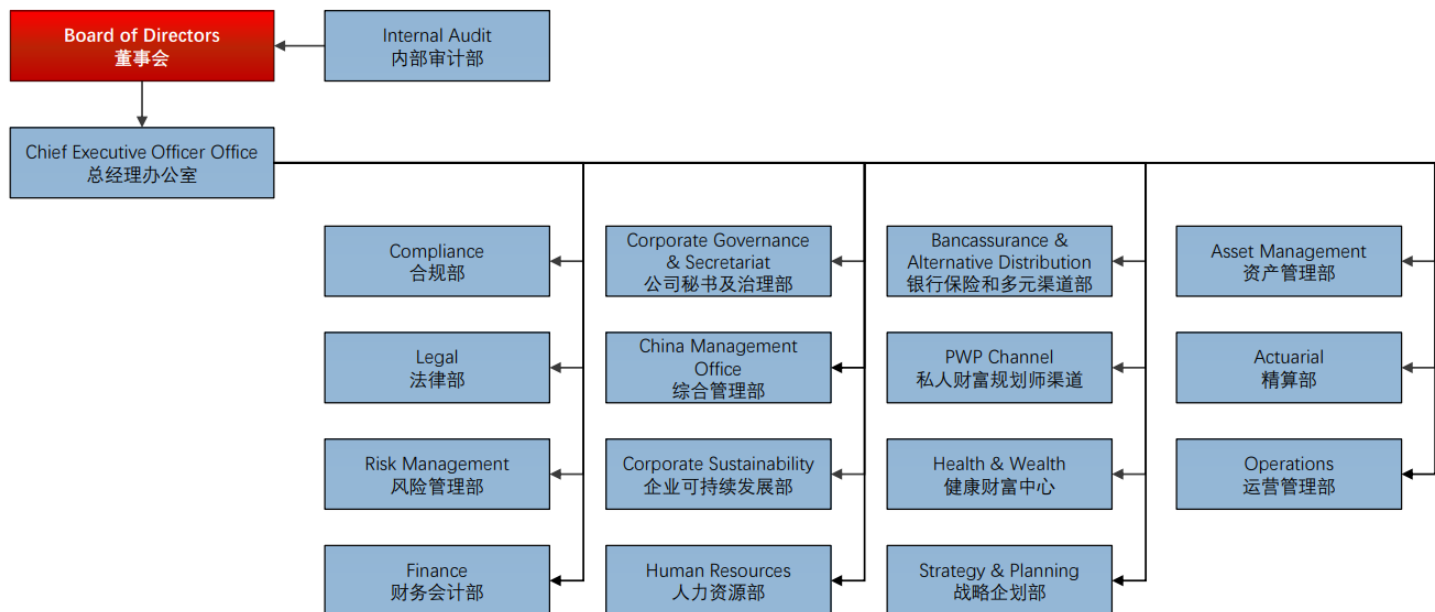 Board of Directors
董事会
Internal Audit
内部审计部
Chief Executive Officer Office
总经理办公室
Compliance
合规部
Corporate Governance
& Secretariat
公司秘书及治理部
Bancassurance &
Alternative Distribution
银行保险和多元渠道部
Asset Management
资产管理部
Legal
法律部
China Management
Office
综合管理部
PWP Channel
私人财富规划师渠道
Actuarial
精算部
Risk Management
风险管理部
Corporate Sustainability
企业可持续发展部
Health & Wealth
健康财富中心
Operations
运营管理部
Finance
财务会计部
Human Resources
人力资源部
Strategy & Planning
战略企划部